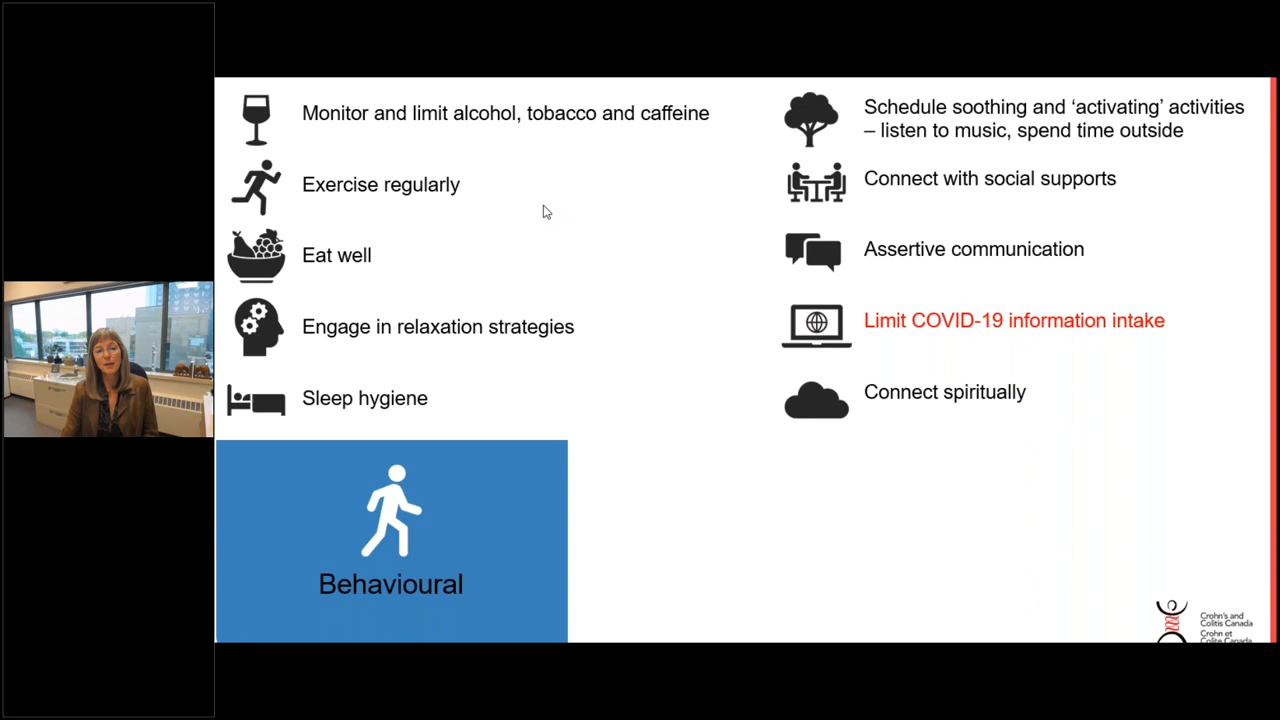 Monitor and limit alcohol, tobacco and caffeine
Exercise regularly
Eat well
Engage in relaxation strategies
Sleep hygiene
Schedule soothing and ‘activating’ activities
– listen to music, spend time outside
Connect with social supports
Assertive communication
Limit COVID-19 information intake
Connect spiritually
Behavioural
Crohn's and
Colitis Canada
Crohn et
Colite Canada